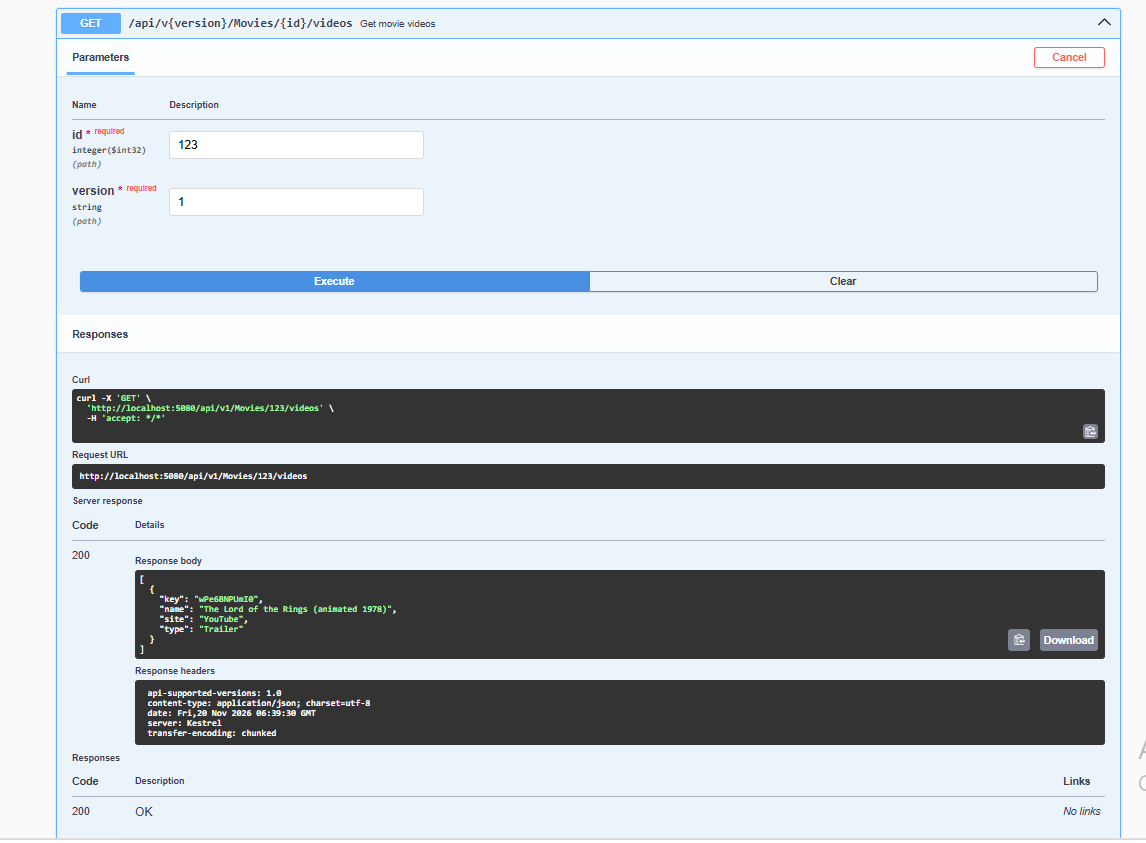 GET /api/v{version}/Movies/{id}/videos Get movie videos
Parameters
Cancel
Name Description
id * required
integer($int32)
(path)
123
version * required
string
(path)
1
Execute Clear
Responses
Curl
curl -X 'GET' \
'http://localhost:5080/api/v1/Movies/123/videos' \
-H 'accept: */*'
Request URL
http://localhost:5080/api/v1/Movies/123/videos
Server response
Code Details
200
Response body
[
{
"key": "wPe6BNPUmI0",
"name": "The Lord of the Rings (animated 1978)",
"site": "YouTube",
"type": "Trailer"
}
]
Download
Response headers
api-supported-versions: 1.0
content-type: application/json; charset=utf-8
date: Fri,20 Nov 2026 06:39:30 GMT
server: Kestrel
transfer-encoding: chunked
Responses
Code Description Links
200 OK No links